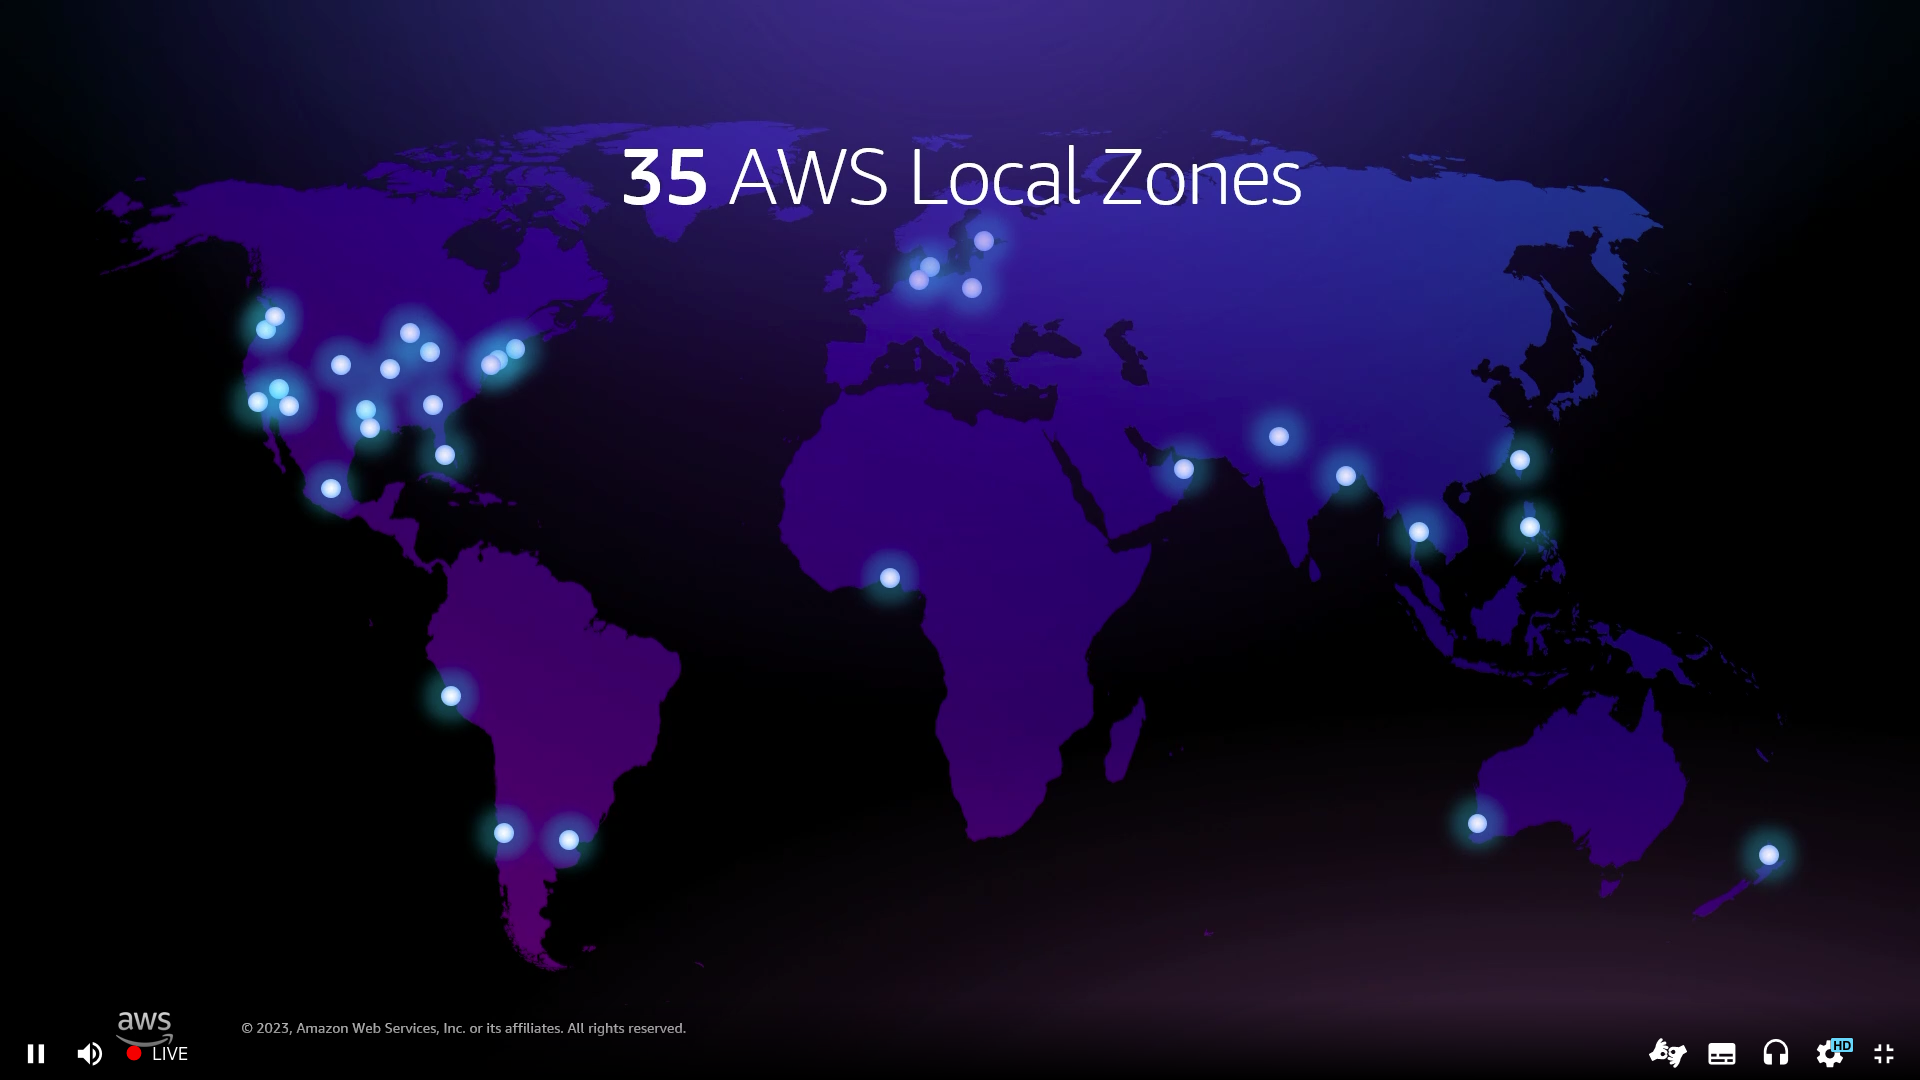 35 AWS Local Zones
aws
© 2023, Amazon Web Services, Inc. or its affiliates. All rights reserved.
LIVE
HD